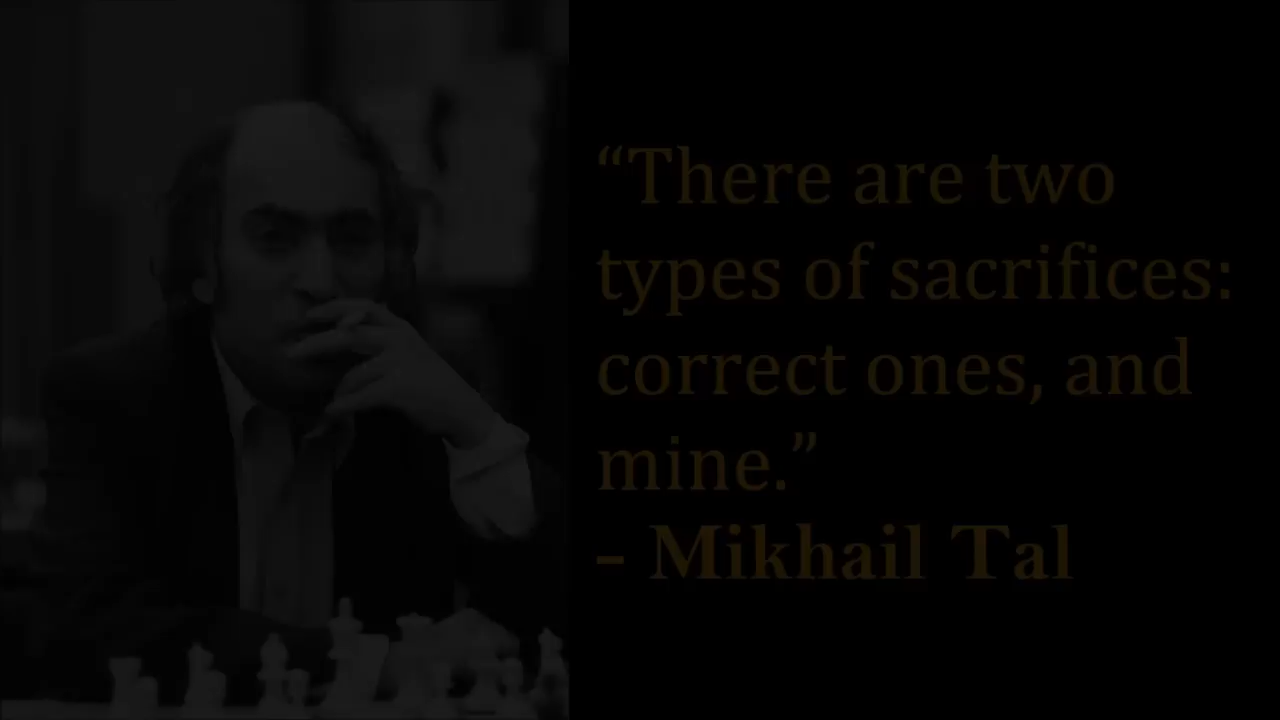 “There are two
types of sacrifices:
correct ones, and
mine.”
- Mikhail Tal